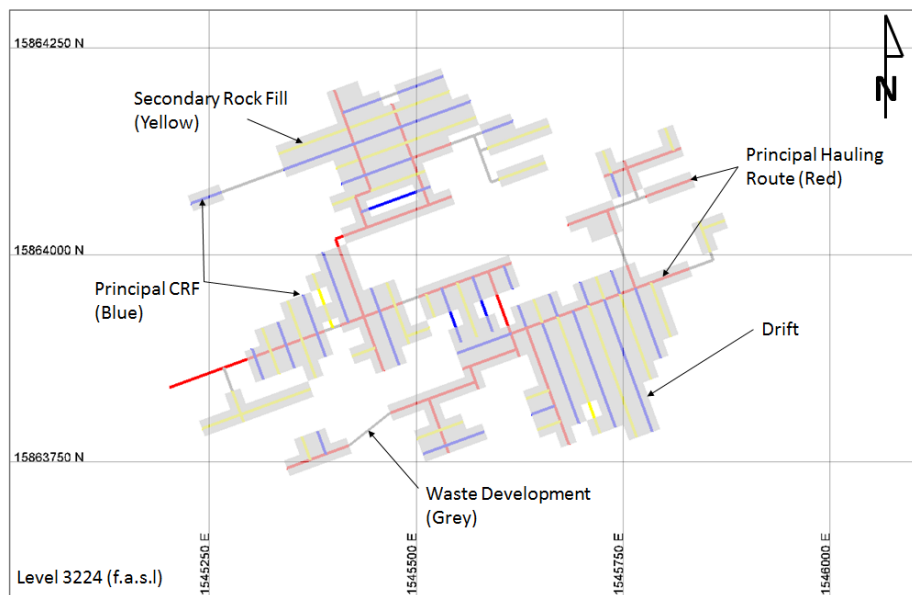 15864250 N
N
Secondary Rock Fill
(Yellow)
Principal Hauling
Route (Red)
15864000 N
Principal CRF
(Blue)
Drift
15863750 N
Waste Development
(Grey)
1545250 E
1545500 E
1545750 E
1546000 E
Level 3224 (f.a.s.l)